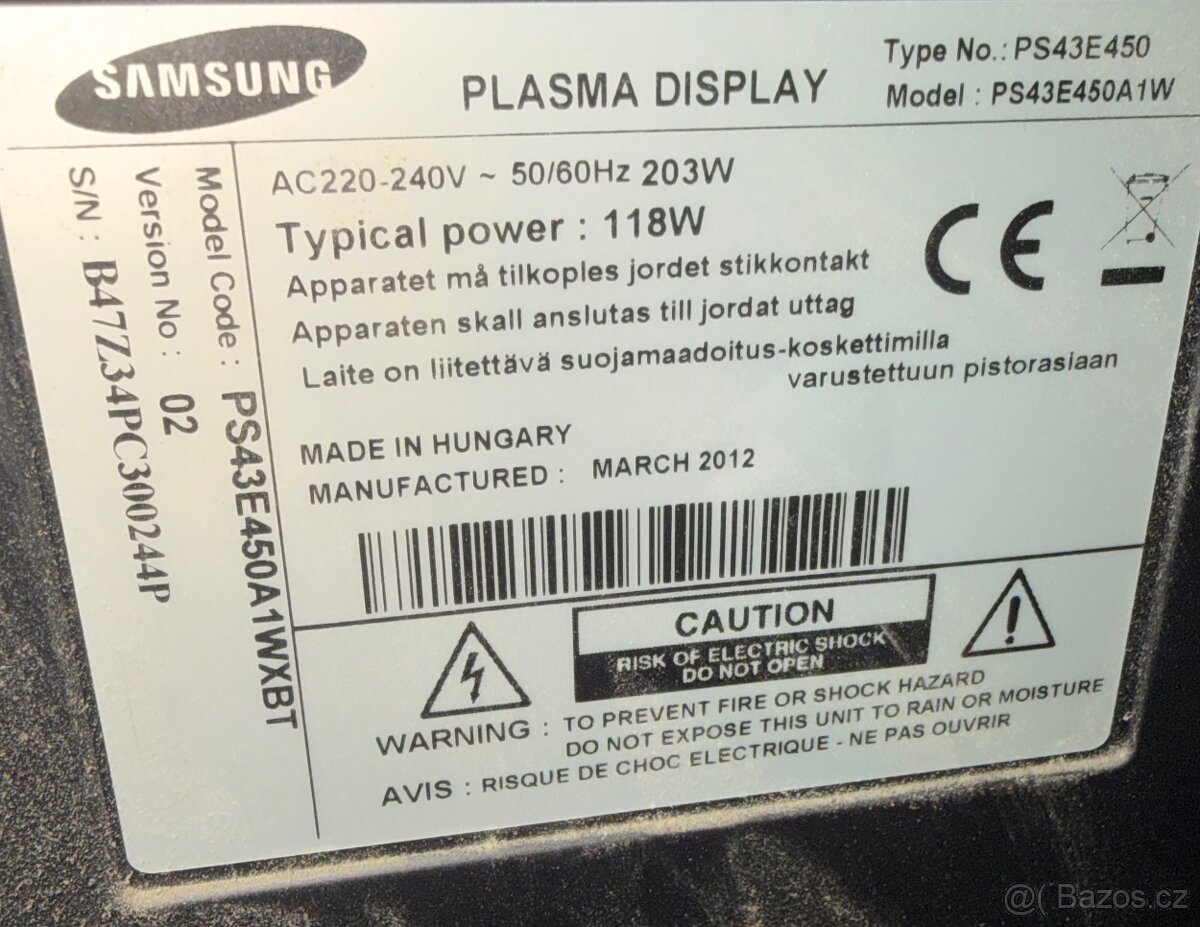 SAMSUNG
PLASMA DISPLAY
Type No.: PS43E450
Model : PS43E450A1W
Model Code : PS43E450A1WXBT
Version No : 02
S/N : B47Z34PC300244P
AC220-240V ~ 50/60Hz 203W
Typical power : 118W
Apparatet må tilkoples jordet stikkontakt
Apparaten skall anslutas till jordat uttag
Laite on liitettävä suojamaadoitus-koskettimilla
varustettuun pistorasiaan
CE
MADE IN HUNGARY
MANUFACTURED : MARCH 2012
CAUTION
RISK OF ELECTRIC SHOCK
DO NOT OPEN
WARNING : TO PREVENT FIRE OR SHOCK HAZARD
DO NOT EXPOSE THIS UNIT TO RAIN OR MOISTURE
AVIS : RISQUE DE CHOC ELECTRIQUE - NE PAS OUVRIR
@( Bazos.cz